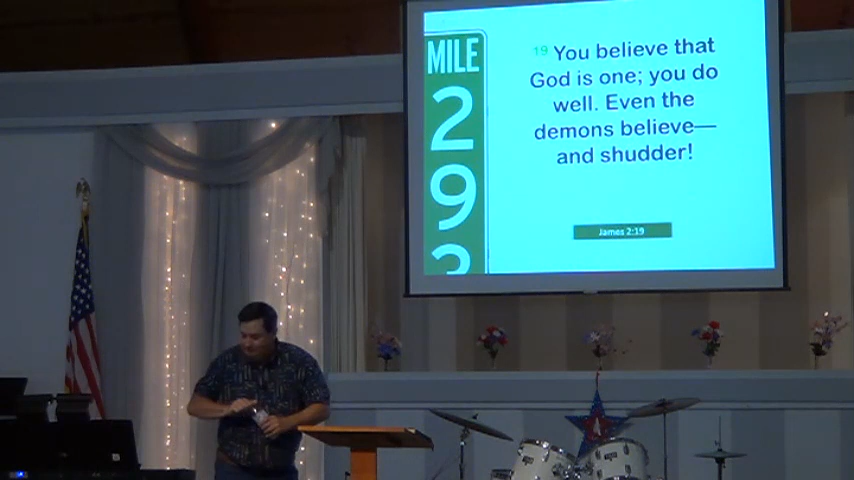 MILE
2
9
19 You believe that
God is one; you do
well. Even the
demons believe—
and shudder!
James 2:19